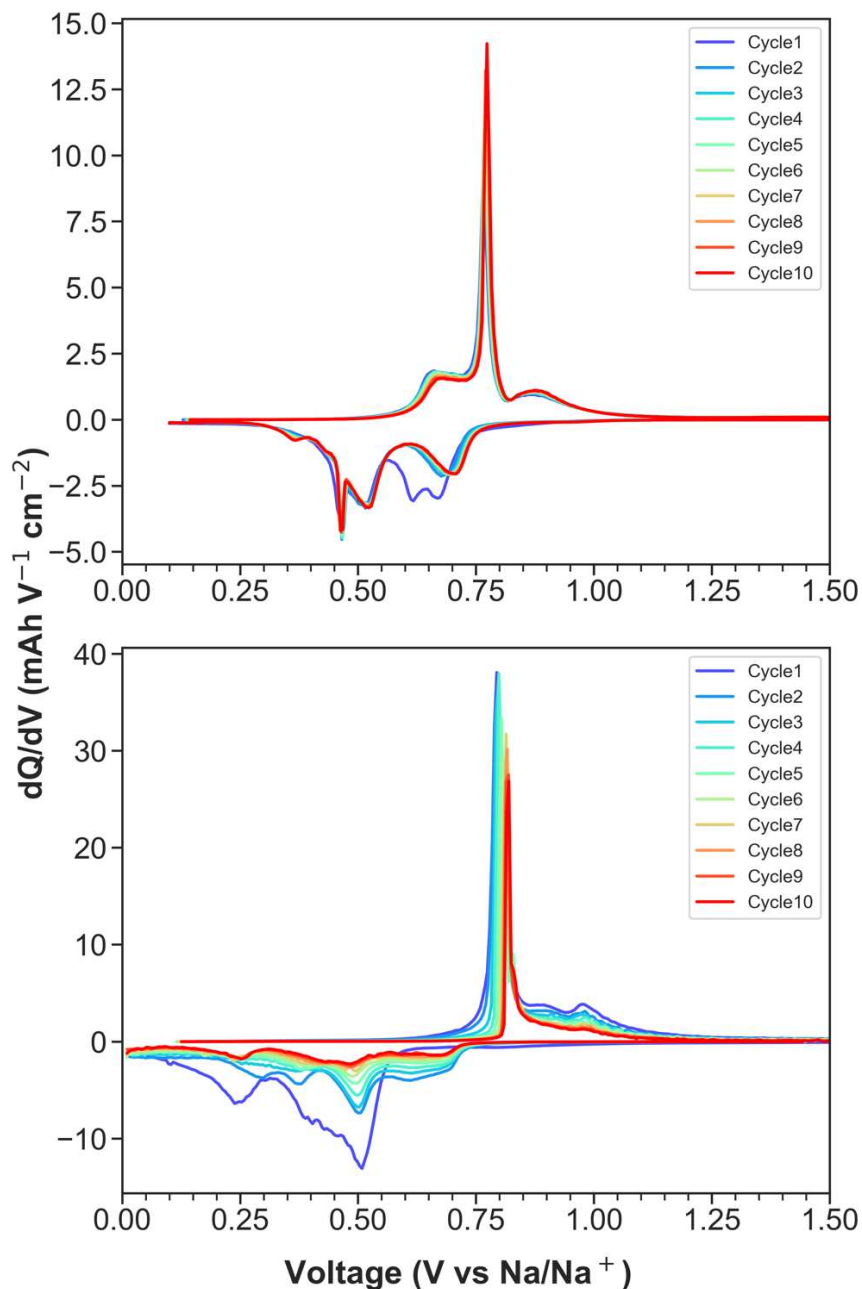 15.0
12.5
10.0
7.5
5.0
2.5
0.0
−2.5
−5.0
0.00 0.25 0.50 0.75 1.00 1.25 1.50
Cycle1
Cycle2
Cycle3
Cycle4
Cycle5
Cycle6
Cycle7
Cycle8
Cycle9
Cycle10
dQ/dV (mAh V⁻¹ cm⁻²)
40
30
20
10
0
−10
0.00 0.25 0.50 0.75 1.00 1.25 1.50
Cycle1
Cycle2
Cycle3
Cycle4
Cycle5
Cycle6
Cycle7
Cycle8
Cycle9
Cycle10
Voltage (V vs Na/Na⁺)